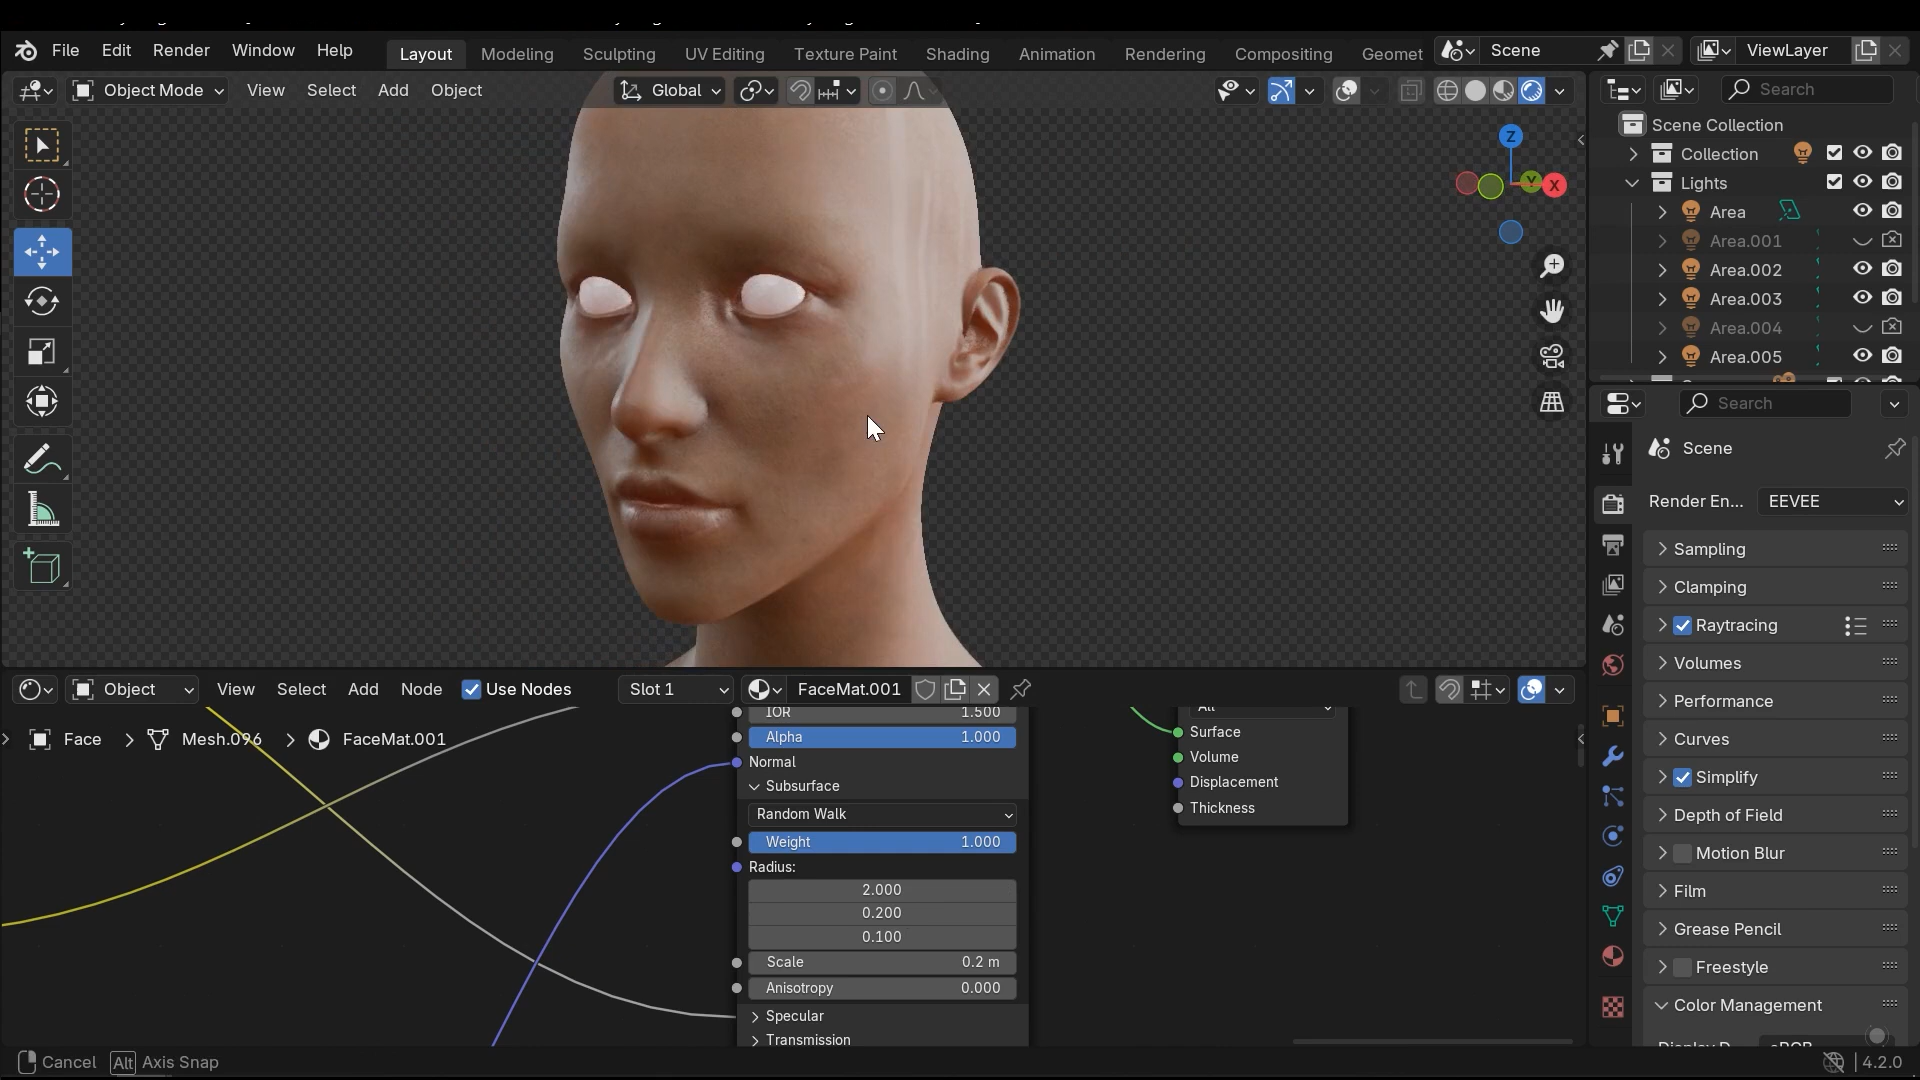 File Edit Render Window Help Layout Modeling Sculpting UV Editing Texture Paint Shading Animation Rendering Compositing Geomet Scene ViewLayer
Object Mode View Select Add Object Global
Search
Z
Y
X
Scene Collection
Collection
Lights
Area
Area.001
Area.002
Area.003
Area.004
Area.005
Search
Scene
Render En... EEVEE
Sampling
Clamping
Raytracing
Volumes
Performance
Curves
Simplify
Depth of Field
Motion Blur
Film
Grease Pencil
Freestyle
Color Management
Object View Select Add Node Use Nodes Slot 1 FaceMat.001
Face > Mesh.096 > FaceMat.001
IOR 1.500
Alpha 1.000
Normal
Subsurface
Random Walk
Weight 1.000
Radius:
2.000
0.200
0.100
Scale 0.2 m
Anisotropy 0.000
Specular
Transmission
All
Surface
Volume
Displacement
Thickness
Cancel Alt Axis Snap
4.2.0